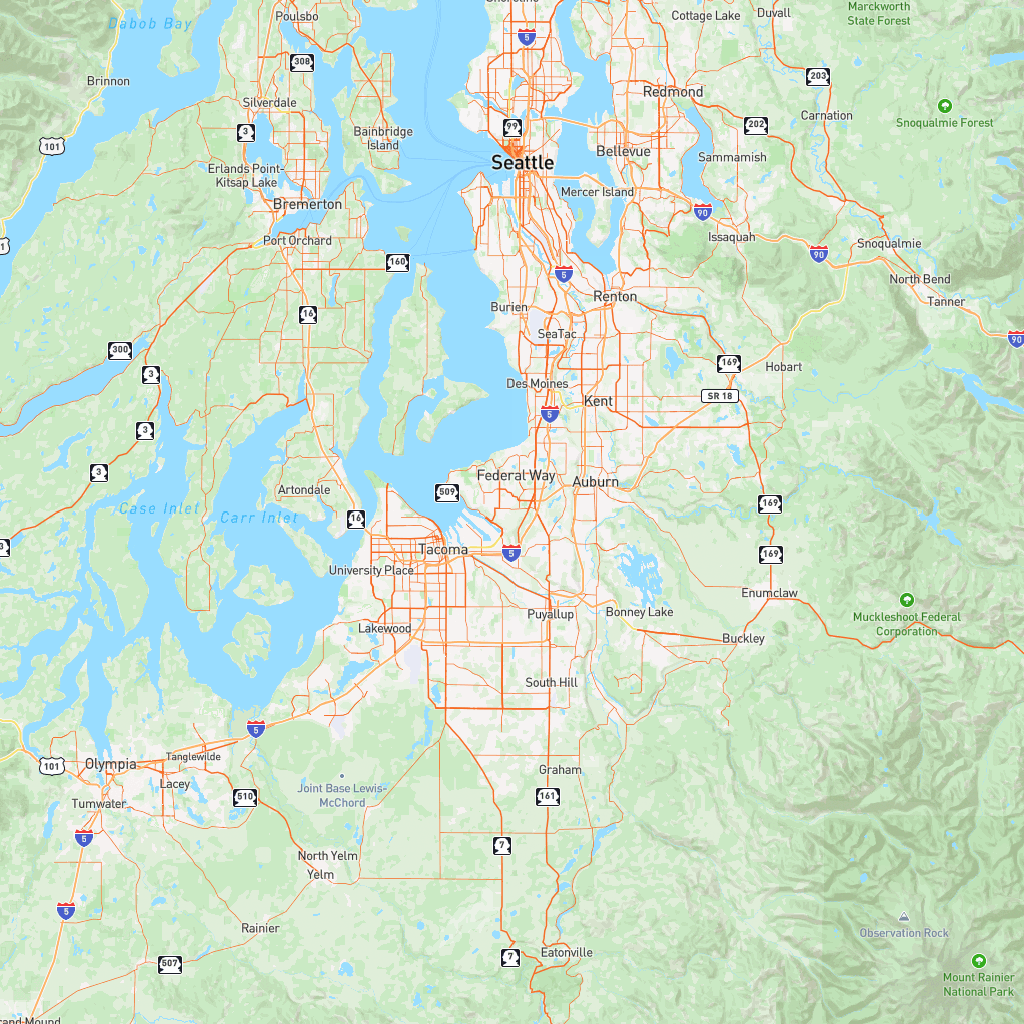 Shoreline
Cabob Bay
Poulsbo
Cottage Lake
Duvall
Marckworth
State Forest
5
308
203
Brinnon
Silverdale
Redmond
Carnation
Snoqualmie Forest
3
99
202
Bainbridge
Island
101
Bellevue
Sammamish
Seattle
Erlands Point-
Kitsap Lake
Mercer Island
Bremerton
90
Issaquah
Port Orchard
Snoqualmie
90
160
5
North Bend
Tanner
Renton
Burien
16
SeaTac
90
300
169
Hobart
3
Des Moines
SR 18
Kent
5
3
3
Federal Way
Auburn
Artondale
509
169
Case Inlet
Carr Inlet
16
3
Tacoma
5
169
University Place
Enumclaw
Puyallup
Bonney Lake
Muckleshoot Federal
Corporation
Lakewood
Buckley
South Hill
5
Tanglewilde
101
Olympia
Graham
Lacey
Joint Base Lewis-
McChord
Tumwater
510
161
5
7
North Yelm
Yelm
5
Rainier
Observation Rock
Eatonville
7
507
Mount Rainier
National Park
Grand Mound